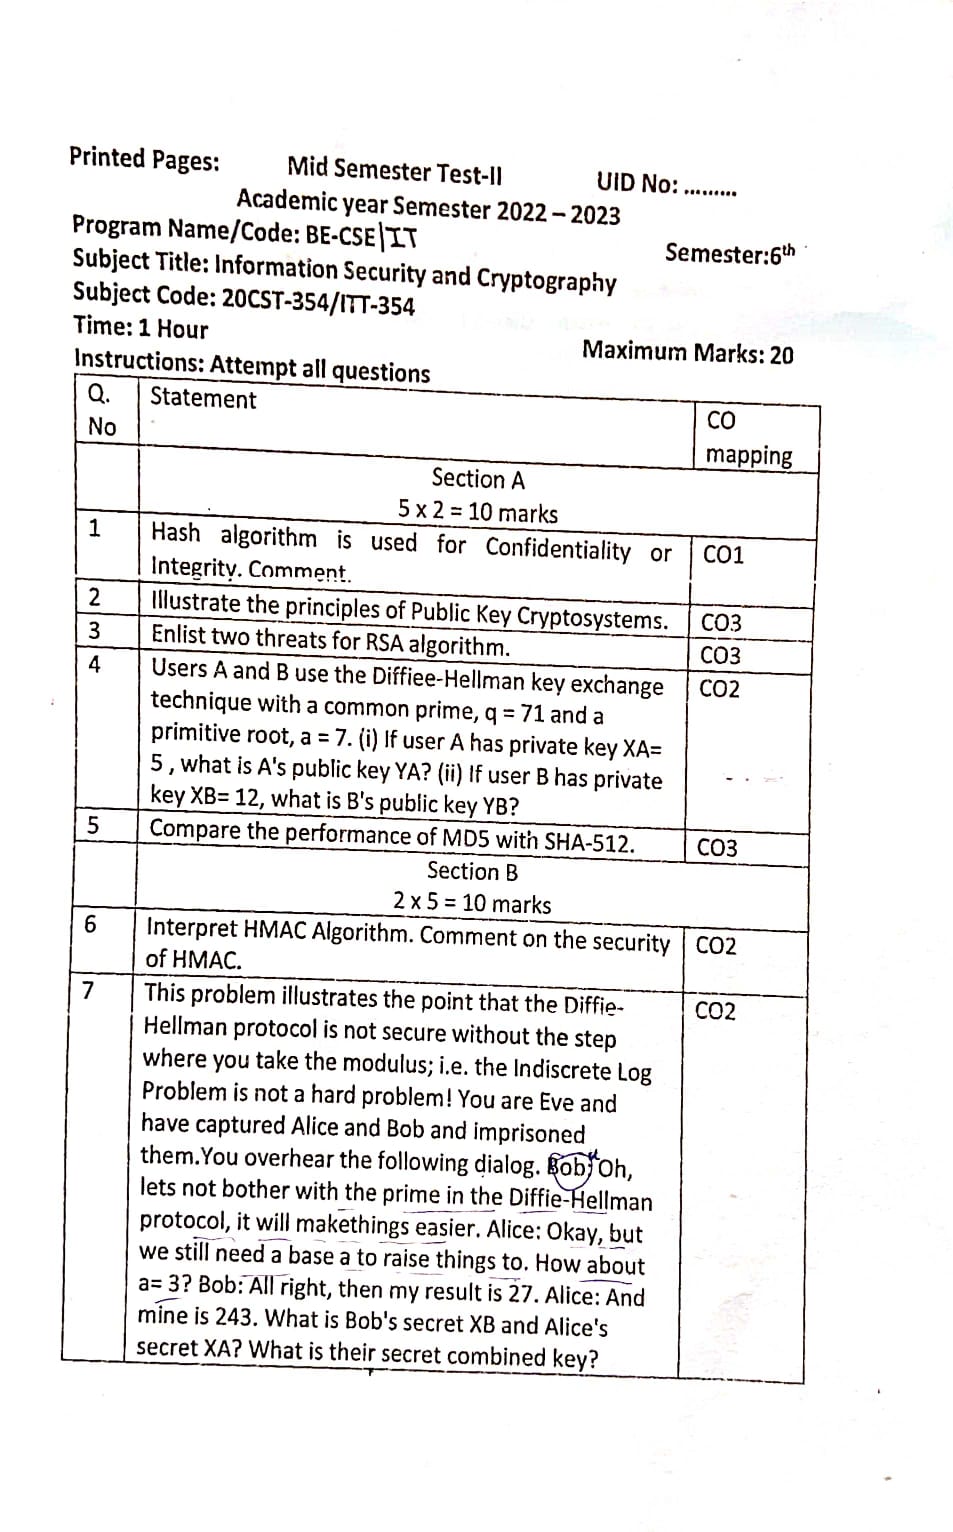 Printed Pages: Mid Semester Test-II UID No: .........
Academic year Semester 2022 – 2023
Program Name/Code: BE-CSE\IT Semester:6th
Subject Title: Information Security and Cryptography
Subject Code: 20CST-354/ITT-354
Time: 1 Hour Maximum Marks: 20
Instructions: Attempt all questions
Q. Statement CO
No mapping
Section A
5 x 2 = 10 marks
1 Hash algorithm is used for Confidentiality or CO1
Integrity. Comment.
2 Illustrate the principles of Public Key Cryptosystems. CO3
3 Enlist two threats for RSA algorithm. CO3
4 Users A and B use the Diffiee-Hellman key exchange CO2
technique with a common prime, q = 71 and a
primitive root, a = 7. (i) If user A has private key XA=
5 , what is A's public key YA? (ii) If user B has private
key XB= 12, what is B's public key YB?
5 Compare the performance of MD5 with SHA-512. CO3
Section B
2 x 5 = 10 marks
6 Interpret HMAC Algorithm. Comment on the security CO2
of HMAC.
7 This problem illustrates the point that the Diffie- CO2
Hellman protocol is not secure without the step
where you take the modulus; i.e. the Indiscrete Log
Problem is not a hard problem! You are Eve and
have captured Alice and Bob and imprisoned
them.You overhear the following dialog. Bob: Oh,
lets not bother with the prime in the Diffie-Hellman
protocol, it will makethings easier. Alice: Okay, but
we still need a base a to raise things to. How about
a= 3? Bob: All right, then my result is 27. Alice: And
mine is 243. What is Bob's secret XB and Alice's
secret XA? What is their secret combined key?